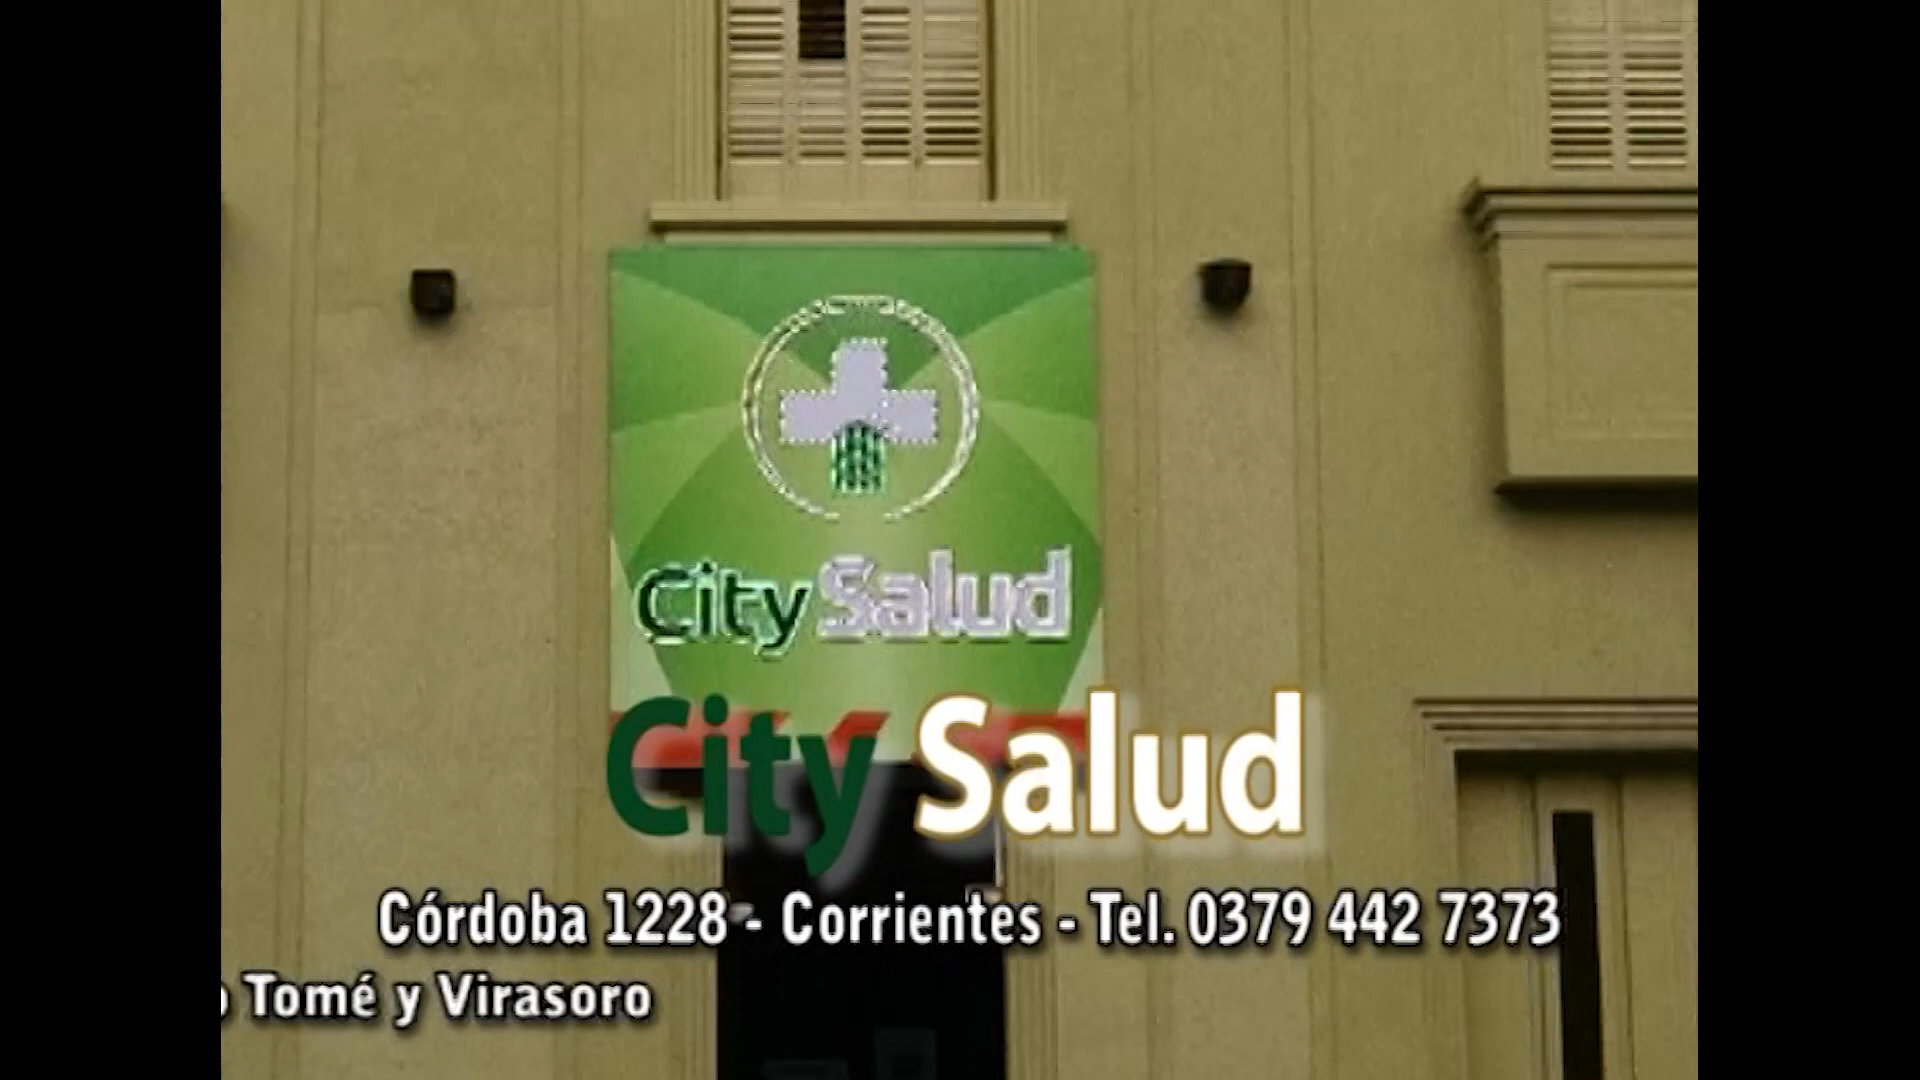 City Salud
City Salud
Córdoba 1228 - Corrientes - Tel. 0379 442 7373
Tomé y Virasoro